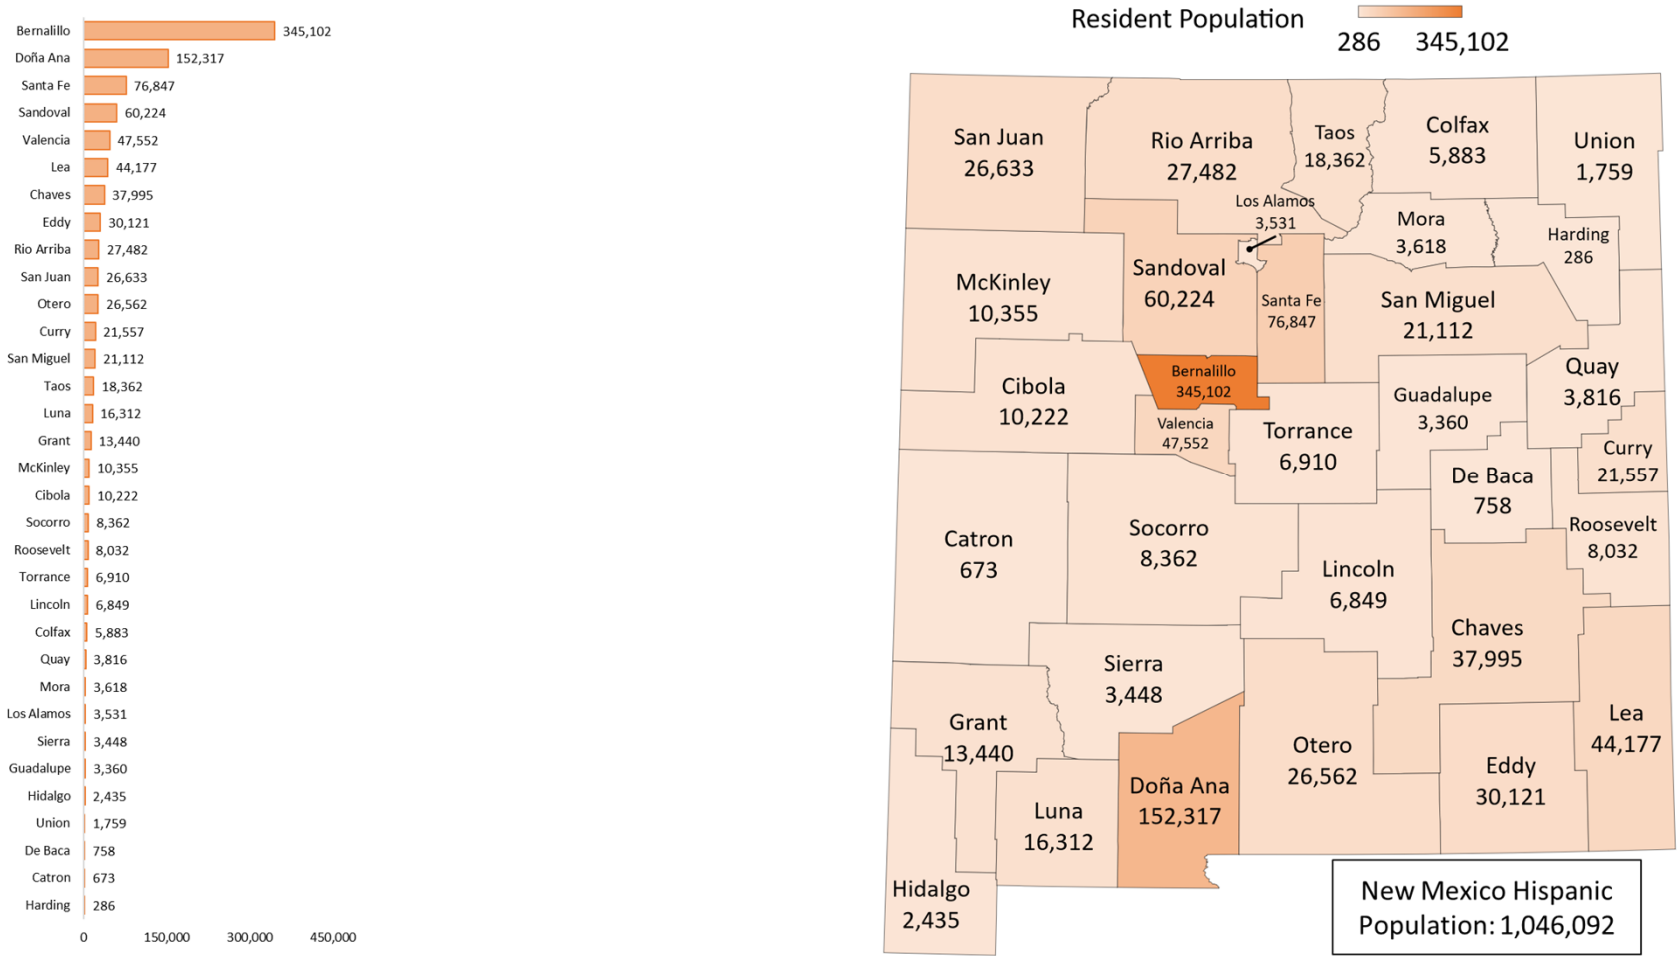 Bernalillo 345,102
Doña Ana 152,317
Santa Fe 76,847
Sandoval 60,224
Valencia 47,552
Lea 44,177
Chaves 37,995
Eddy 30,121
Rio Arriba 27,482
San Juan 26,633
Otero 26,562
Curry 21,557
San Miguel 21,112
Taos 18,362
Luna 16,312
Grant 13,440
McKinley 10,355
Cibola 10,222
Socorro 8,362
Roosevelt 8,032
Torrance 6,910
Lincoln 6,849
Colfax 5,883
Quay 3,816
Mora 3,618
Los Alamos 3,531
Sierra 3,448
Guadalupe 3,360
Hidalgo 2,435
Union 1,759
De Baca 758
Catron 673
Harding 286
0 150,000 300,000 450,000
Resident Population
286 345,102
San Juan
26,633
Rio Arriba
27,482
Taos
18,362
Colfax
5,883
Union
1,759
Los Alamos
3,531
Mora
3,618
Harding
286
McKinley
10,355
Sandoval
60,224
Santa Fe
76,847
San Miguel
21,112
Cibola
10,222
Bernalillo
345,102
Valencia
47,552
Torrance
6,910
Guadalupe
3,360
Quay
3,816
Curry
21,557
De Baca
758
Roosevelt
8,032
Catron
673
Socorro
8,362
Lincoln
6,849
Chaves
37,995
Sierra
3,448
Grant
13,440
Luna
16,312
Doña Ana
152,317
Otero
26,562
Eddy
30,121
Lea
44,177
Hidalgo
2,435
New Mexico Hispanic
Population: 1,046,092